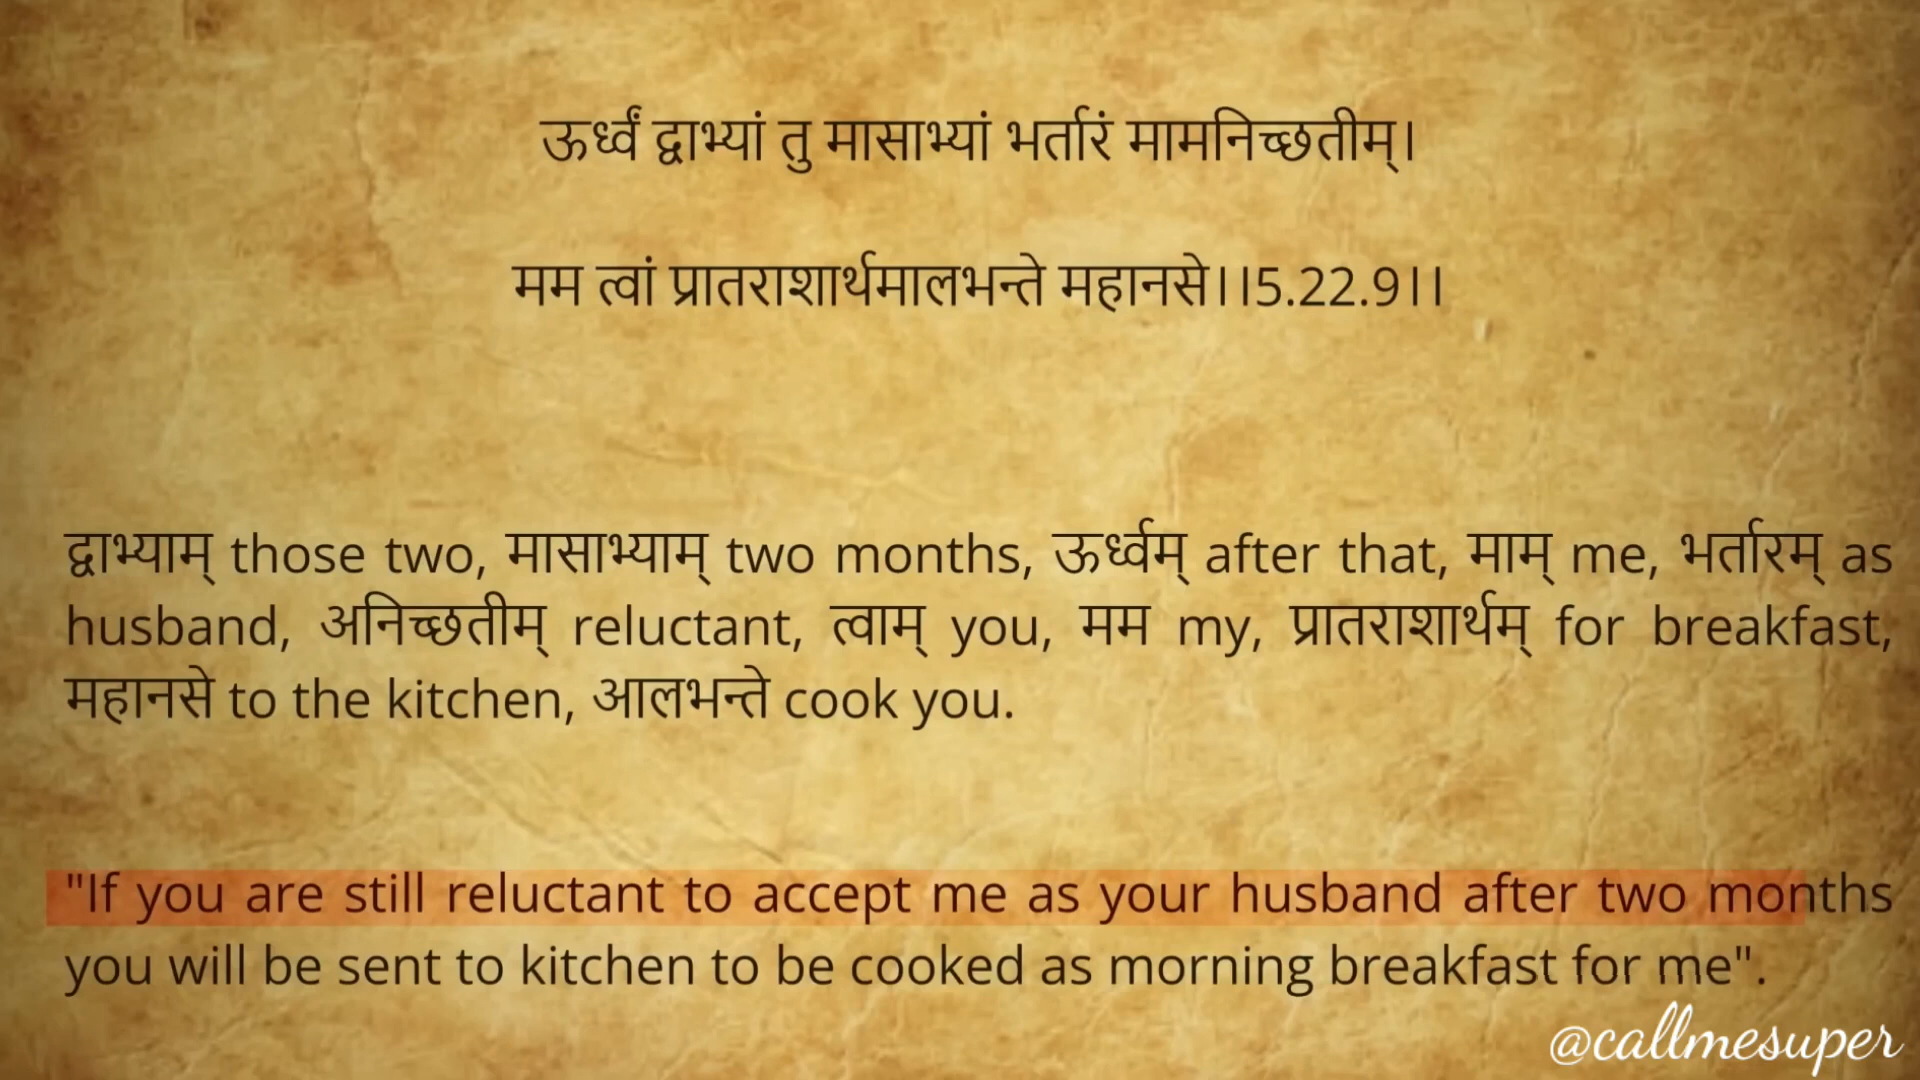 ऊर्ध्वं द्वाभ्यां तु मासाभ्यां भर्तारं मामनिच्छतीम्।
मम त्वां प्रातराशार्थमालभन्ते महानसे।।5.22.9।।
द्वाभ्याम् those two, मासाभ्याम् two months, ऊर्ध्वम् after that, माम् me, भर्तारम् as
husband, अनिच्छतीम् reluctant, त्वाम् you, मम my, प्रातराशार्थम् for breakfast,
महानसे to the kitchen, आलभन्ते cook you.
"If you are still reluctant to accept me as your husband after two months
you will be sent to kitchen to be cooked as morning breakfast for me".
@callmesuper